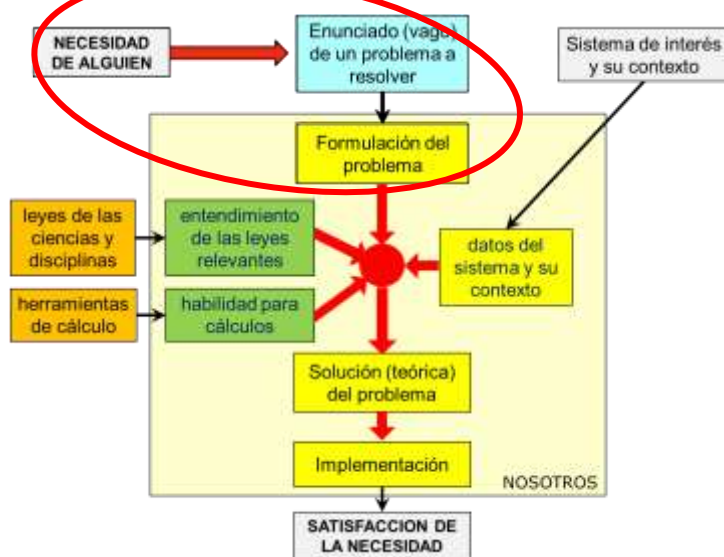 NECESIDAD
DE ALGUIEN
Enunciado (vago)
de un problema a
resolver
Sistema de interés
y su contexto
Formulación del
problema
leyes de las
ciencias y
disciplinas
entendimiento
de las leyes
relevantes
datos del
sistema y su
contexto
herramientas
de cálculo
habilidad para
cálculos
Solución (teórica)
del problema
Implementación
NOSOTROS
SATISFACCION DE
LA NECESIDAD